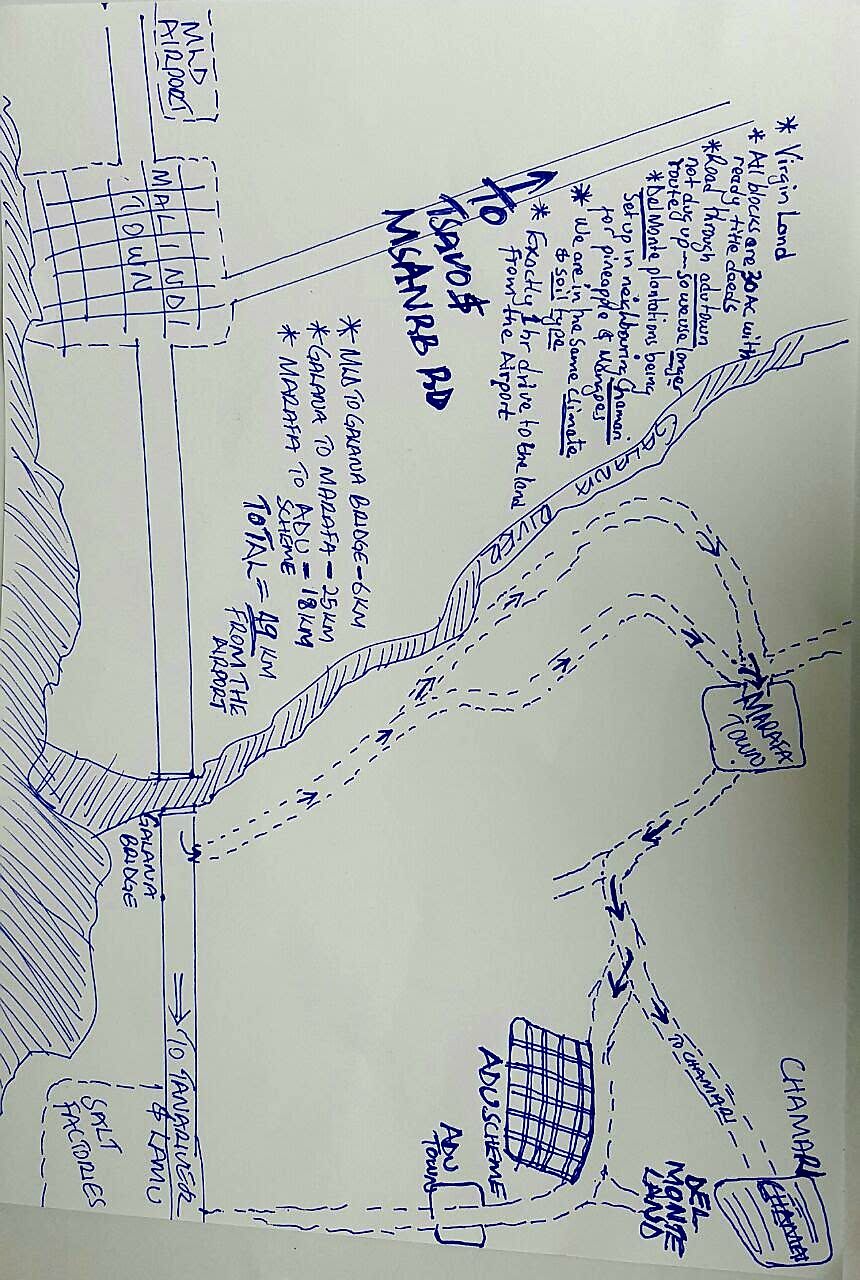 * Virgin Land
* All blocks are 30AC with
ready title deeds
* Road through adu town
not dug up - so we use longer
route
* Del Monte plantations being
set up in neighbouring Chamari
for pineapple & Mangoes
* We are in the same climate
& soil type
* Exactly 1 hr drive to the land
from the Airport
TO
TSAVO &
MSANRB RD
* MLD TO GALANA BRIDGE - 6KM
* GALANA TO MARAFA - 25KM
* MARAFA TO ADU = 18KM
SCHEME
TOTAL = 49KM
FROM THE
AIRPORT
MLD
AIRPORT
MALINDI
TOWN
RIVER
MARAFA
TOWN
GALANA
BRIDGE
TO TANARIVER
& LAMU
SALT
FACTORIES
ADU SCHEME
ADU
TOWN
TO CHAMARI
CHAMARI
CHAMARI
DEL
MONTE
LAND